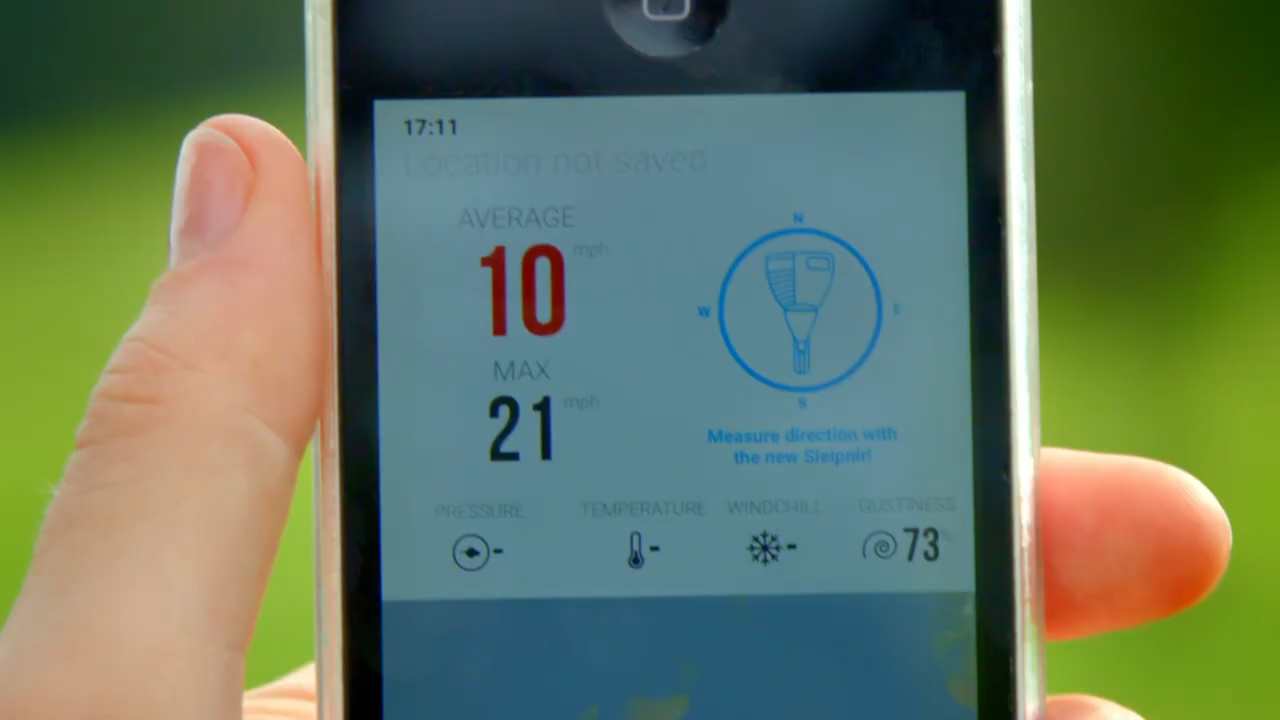 17:11
Location not saved
AVERAGE
10 mph
MAX
21 mph
N
W
E
S
Measure direction with
the new Sleipnir!
PRESSURE
TEMPERATURE
WINDCHILL
GUSTINESS
-
-
-
73